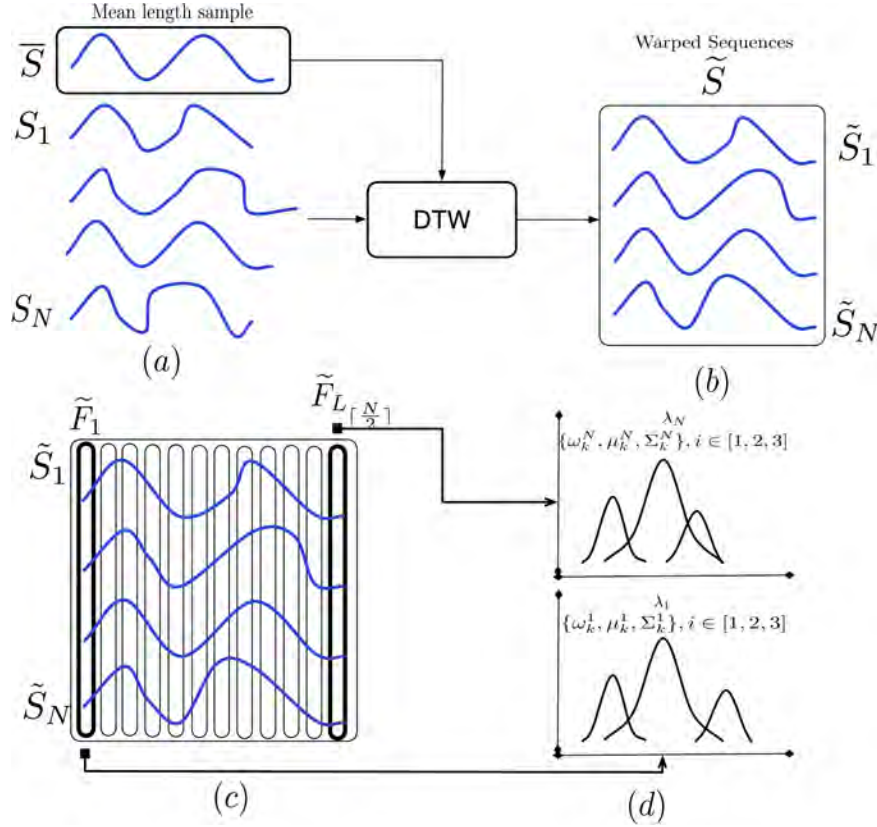 Mean length sample
S̅
S₁
S_N
DTW
(a)
Warped Sequences
S̃
S̃₁
S̃_N
(b)
F̃₁
F̃_{L⌈N/2⌉}
S̃₁
S̃_N
(c)
λ_N
{ω_k^N, μ_k^N, Σ_k^N}, i ∈ [1, 2, 3]
λ₁
{ω_k^1, μ_k^1, Σ_k^1}, i ∈ [1, 2, 3]
(d)